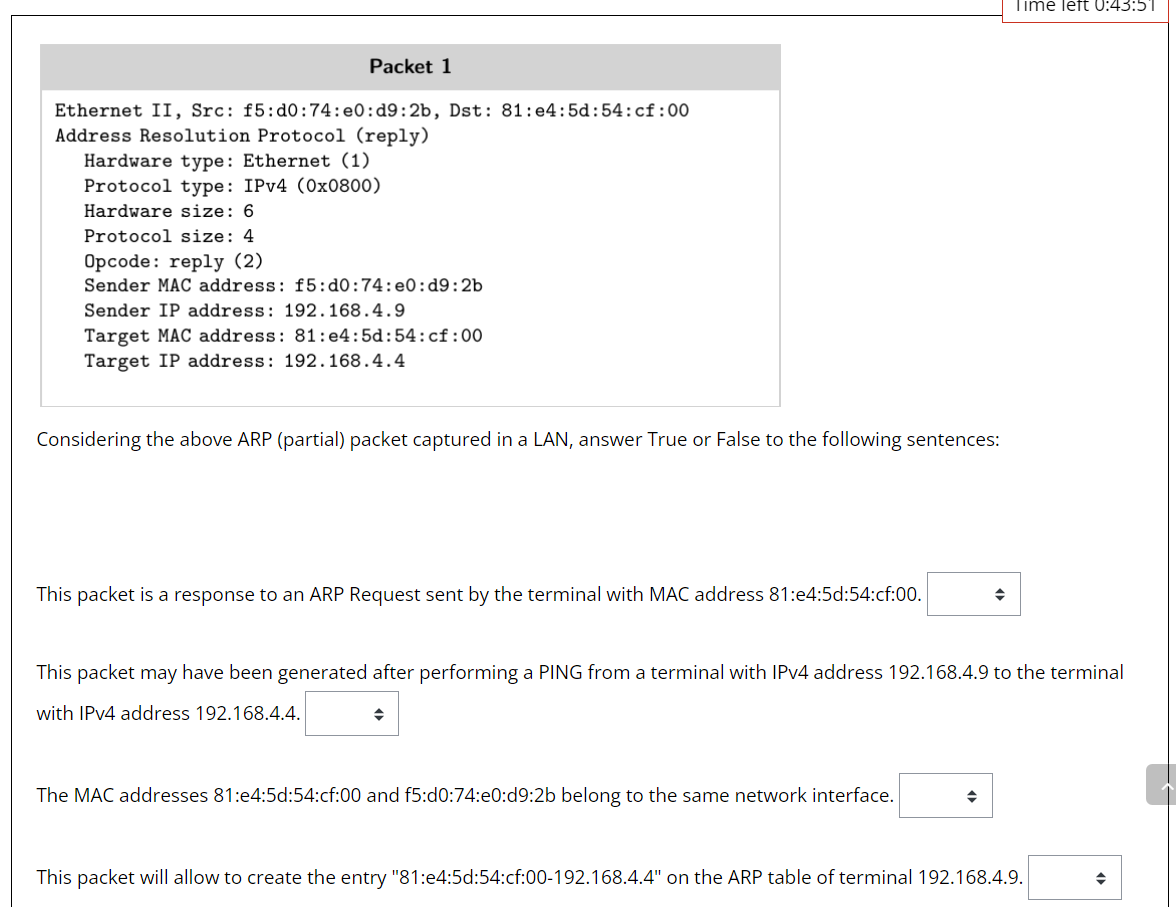 Time left 0:43:51
Packet 1
Ethernet II, Src: f5:d0:74:e0:d9:2b, Dst: 81:e4:5d:54:cf:00
Address Resolution Protocol (reply)
Hardware type: Ethernet (1)
Protocol type: IPv4 (0x0800)
Hardware size: 6
Protocol size: 4
Opcode: reply (2)
Sender MAC address: f5:d0:74:e0:d9:2b
Sender IP address: 192.168.4.9
Target MAC address: 81:e4:5d:54:cf:00
Target IP address: 192.168.4.4
Considering the above ARP (partial) packet captured in a LAN, answer True or False to the following sentences:
This packet is a response to an ARP Request sent by the terminal with MAC address 81:e4:5d:54:cf:00.
This packet may have been generated after performing a PING from a terminal with IPv4 address 192.168.4.9 to the terminal
with IPv4 address 192.168.4.4.
The MAC addresses 81:e4:5d:54:cf:00 and f5:d0:74:e0:d9:2b belong to the same network interface.
This packet will allow to create the entry "81:e4:5d:54:cf:00-192.168.4.4" on the ARP table of terminal 192.168.4.9.